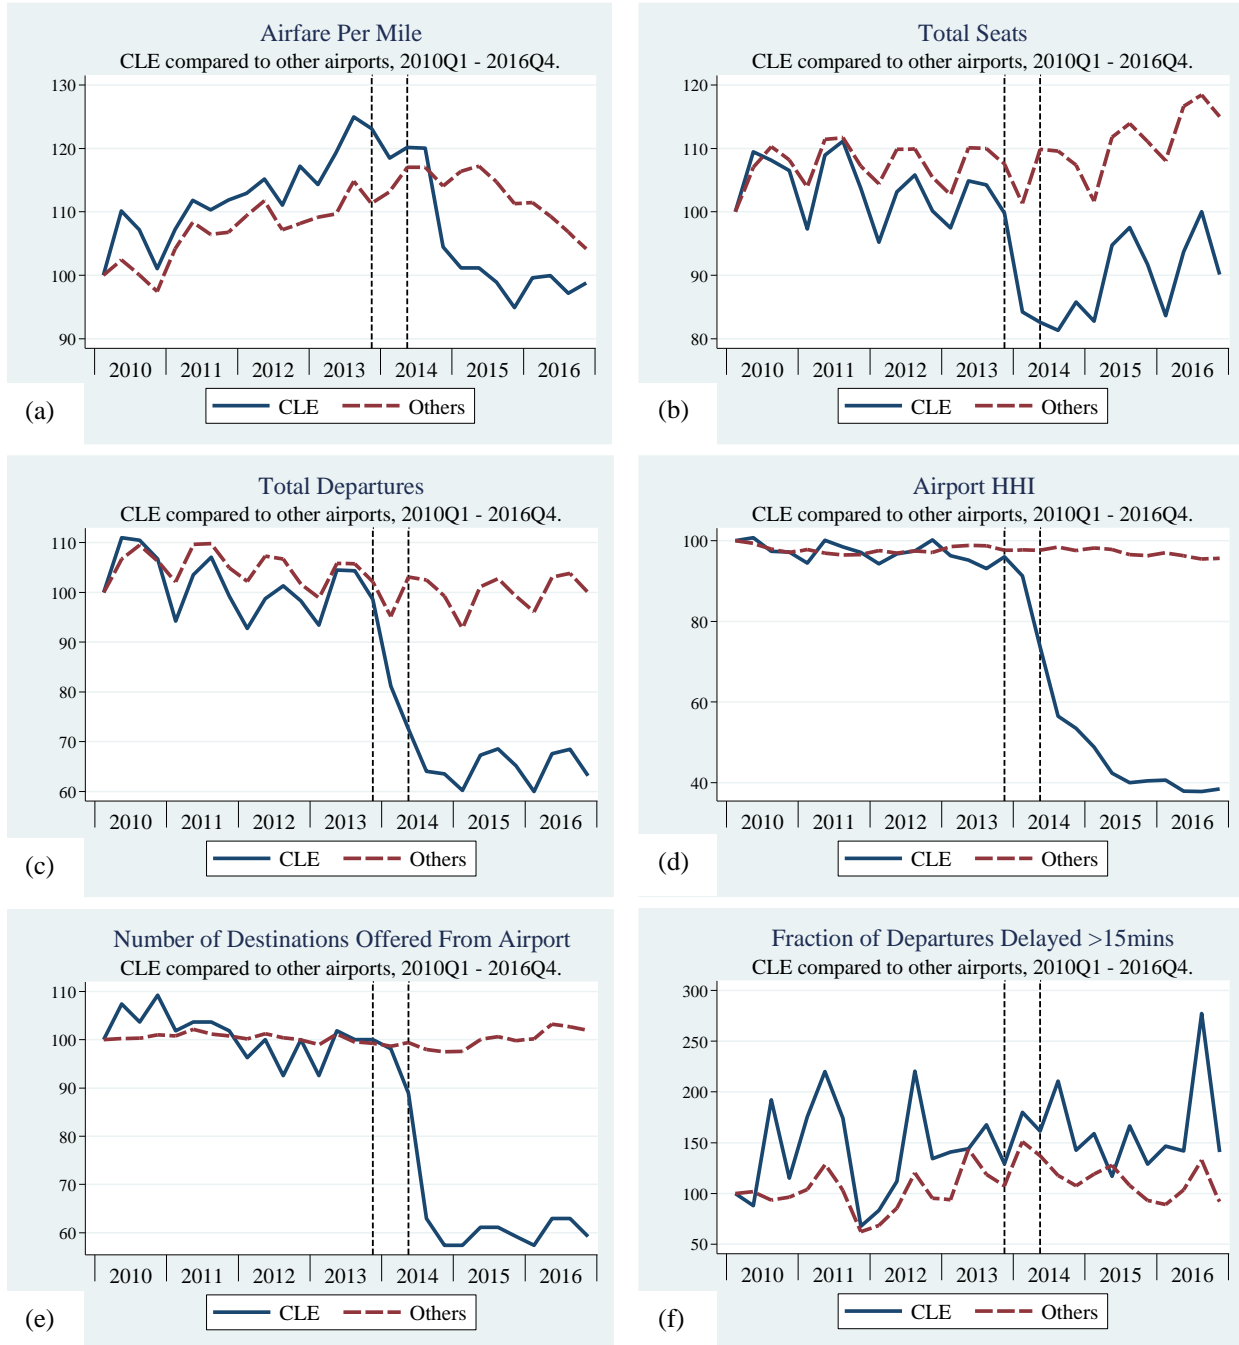 Airfare Per Mile
CLE compared to other airports, 2010Q1 - 2016Q4.
130
120
110
100
90
2010 2011 2012 2013 2014 2015 2016
CLE Others
(a)
Total Seats
CLE compared to other airports, 2010Q1 - 2016Q4.
120
110
100
90
80
2010 2011 2012 2013 2014 2015 2016
CLE Others
(b)
Total Departures
CLE compared to other airports, 2010Q1 - 2016Q4.
110
100
90
80
70
60
2010 2011 2012 2013 2014 2015 2016
CLE Others
(c)
Airport HHI
CLE compared to other airports, 2010Q1 - 2016Q4.
100
80
60
40
2010 2011 2012 2013 2014 2015 2016
CLE Others
(d)
Number of Destinations Offered From Airport
CLE compared to other airports, 2010Q1 - 2016Q4.
110
100
90
80
70
60
2010 2011 2012 2013 2014 2015 2016
CLE Others
(e)
Fraction of Departures Delayed >15mins
CLE compared to other airports, 2010Q1 - 2016Q4.
300
250
200
150
100
50
2010 2011 2012 2013 2014 2015 2016
CLE Others
(f)